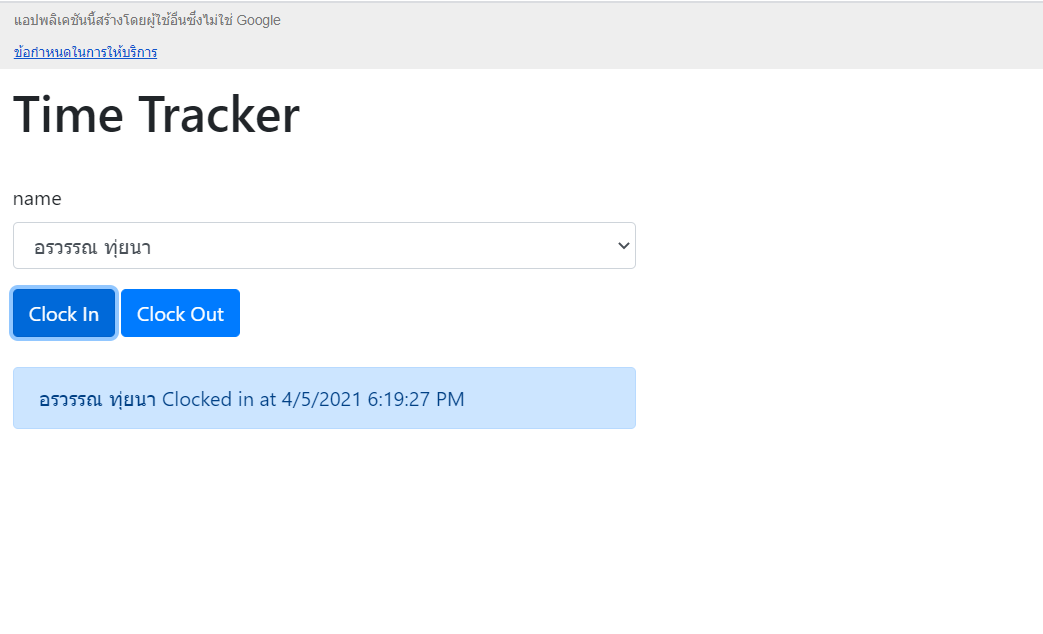 แอปพลิเคชันนี้สร้างโดยผู้ใช้อื่นซึ่งไม่ใช่ Google
ข้อกำหนดในการให้บริการ
Time Tracker
name
อรวรรณ ทุ่ยนา
Clock In Clock Out
อรวรรณ ทุ่ยนา Clocked in at 4/5/2021 6:19:27 PM